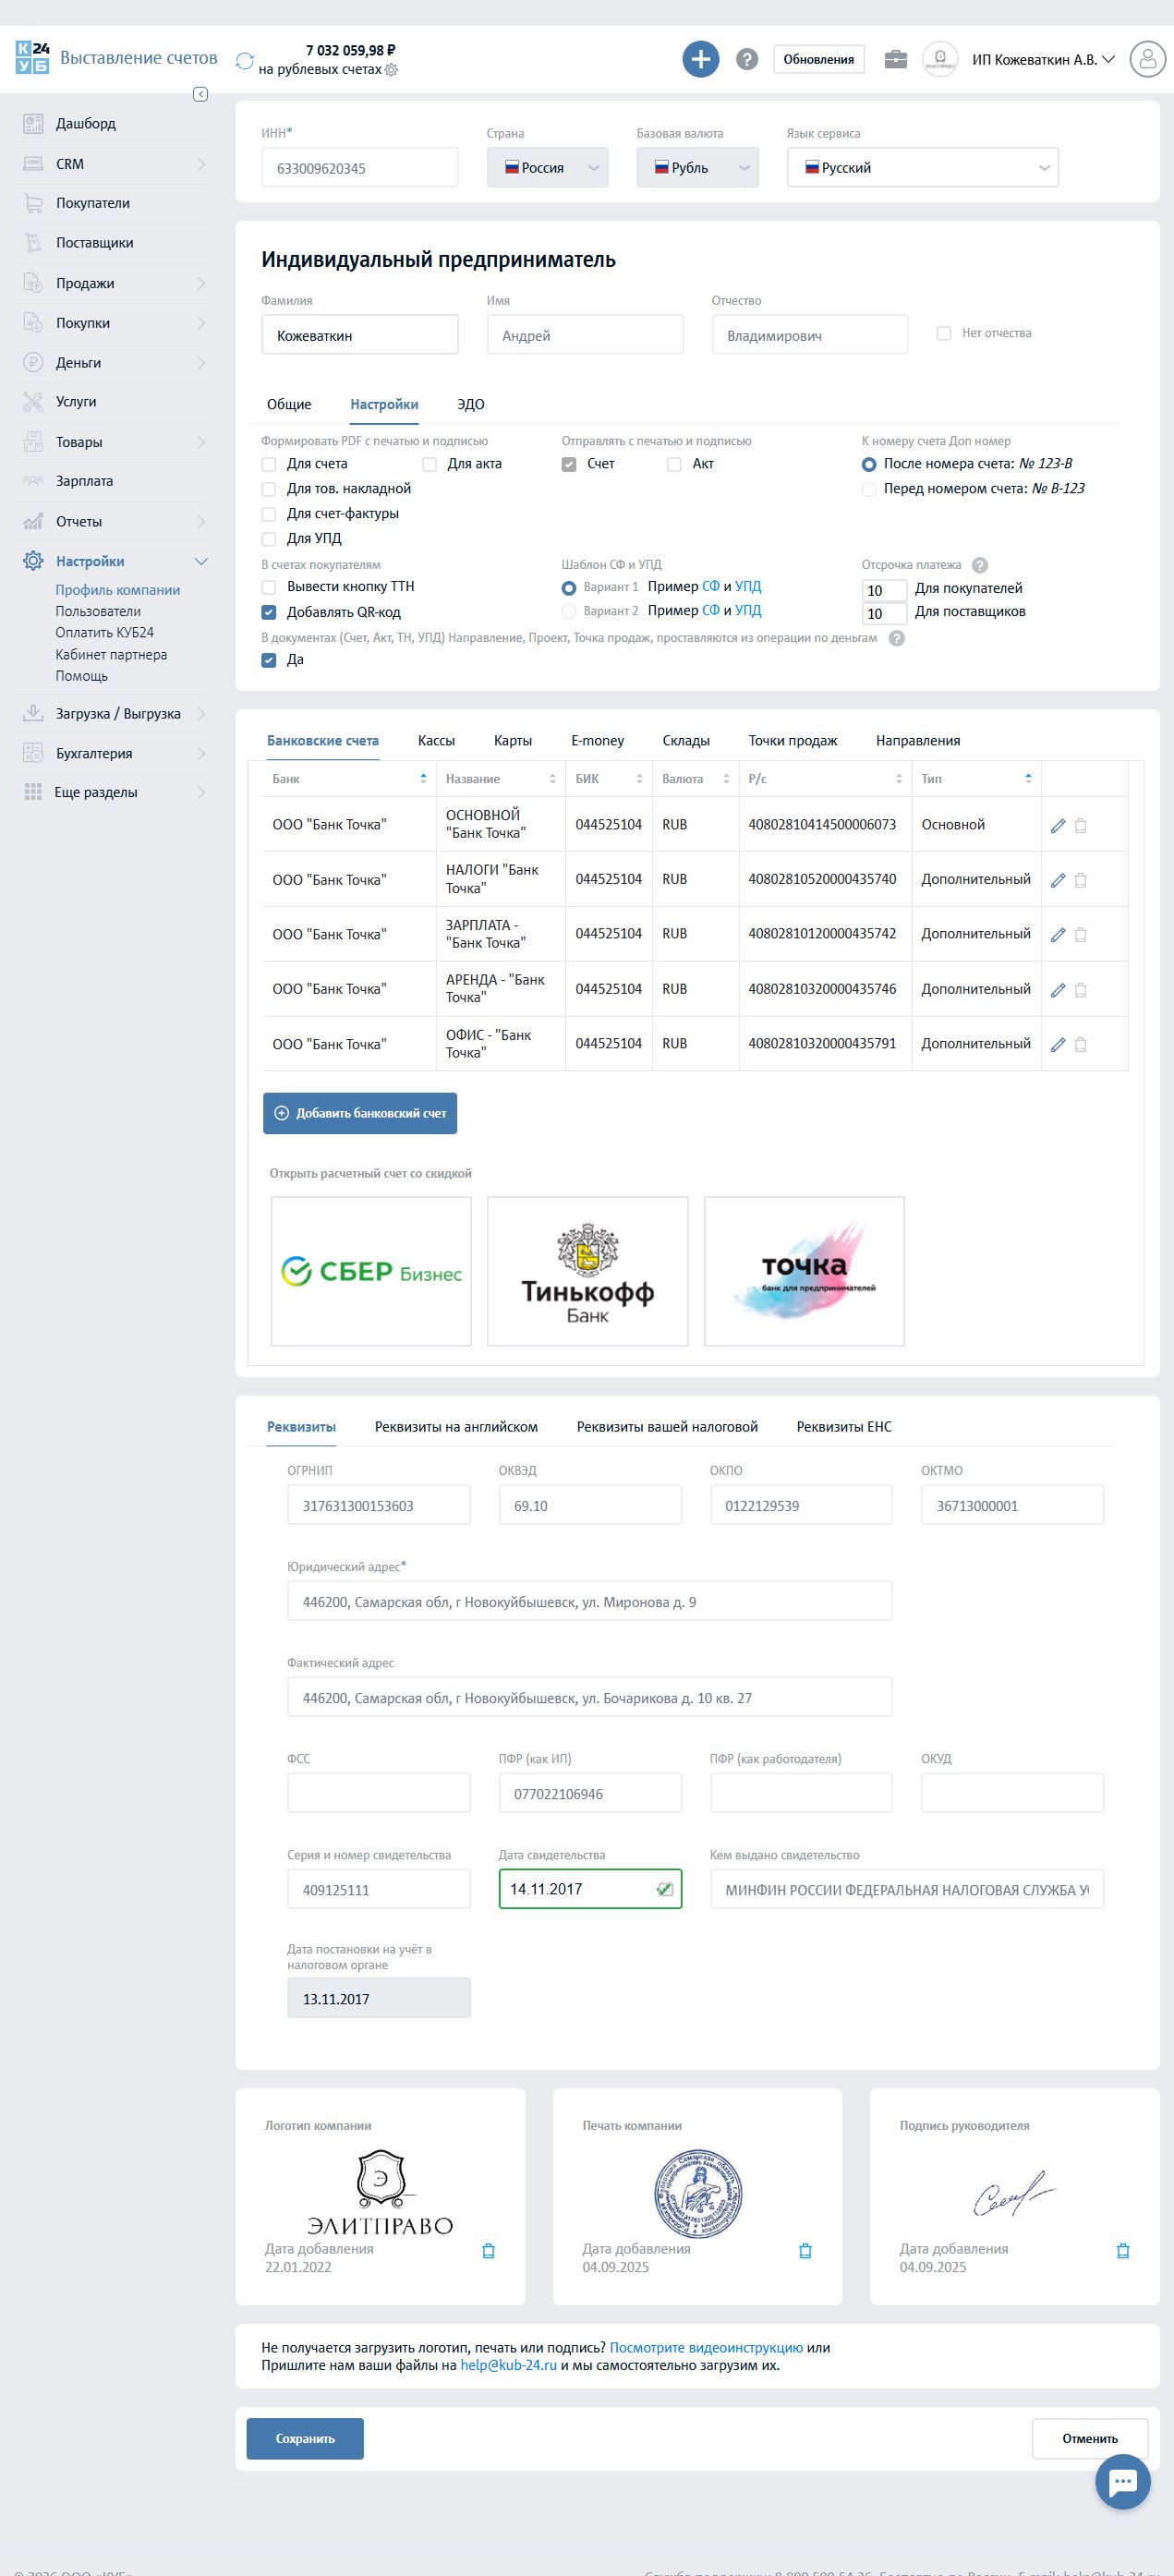 К 24
УБ
Выставление счетов
7 032 059,98 ₽
на рублевых счетах
Обновления
ИП Кожеваткин А.В.
Дашборд
CRM
Покупатели
Поставщики
Продажи
Покупки
Деньги
Услуги
Товары
Зарплата
Отчеты
Настройки
Профиль компании
Пользователи
Оплатить КУБ24
Кабинет партнера
Помощь
Загрузка / Выгрузка
Бухгалтерия
Еще разделы
ИНН* Страна Базовая валюта Язык сервиса
633009620345 Россия Рубль Русский
Индивидуальный предприниматель
Фамилия Имя Отчество
Кожеваткин Андрей Владимирович Нет отчества
Общие Настройки ЭДО
Формировать PDF с печатью и подписью Отправлять с печатью и подписью К номеру счета Доп номер
Для счета Для акта Счет Акт После номера счета: № 123-В
Для тов. накладной Перед номером счета: № В-123
Для счет-фактуры
Для УПД
В счетах покупателям Шаблон СФ и УПД Отсрочка платежа ?
Вывести кнопку ТТН Вариант 1 Пример СФ и УПД 10 Для покупателей
Добавлять QR-код Вариант 2 Пример СФ и УПД 10 Для поставщиков
В документах (Счет, Акт, ТН, УПД) Направление, Проект, Точка продаж, проставляются из операции по деньгам ?
Да
Банковские счета Кассы Карты E-money Склады Точки продаж Направления
Банк Название БИК Валюта Р/с Тип
ООО "Банк Точка" ОСНОВНОЙ "Банк Точка" 044525104 RUB 40802810414500006073 Основной
ООО "Банк Точка" НАЛОГИ "Банк Точка" 044525104 RUB 40802810520000435740 Дополнительный
ООО "Банк Точка" ЗАРПЛАТА - "Банк Точка" 044525104 RUB 40802810120000435742 Дополнительный
ООО "Банк Точка" АРЕНДА - "Банк Точка" 044525104 RUB 40802810320000435746 Дополнительный
ООО "Банк Точка" ОФИС - "Банк Точка" 044525104 RUB 40802810320000435791 Дополнительный
Добавить банковский счет
Открыть расчетный счет со скидкой
СБЕР Бизнес
Тинькофф
Банк
точка
банк для предпринимателей
Реквизиты Реквизиты на английском Реквизиты вашей налоговой Реквизиты ЕНС
ОГРНИП ОКВЭД ОКПО ОКТМО
317631300153603 69.10 0122129539 36713000001
Юридический адрес*
446200, Самарская обл, г Новокуйбышевск, ул. Миронова д. 9
Фактический адрес
446200, Самарская обл, г Новокуйбышевск, ул. Бочарикова д. 10 кв. 27
ФСС ПФР (как ИП) ПФР (как работодателя) ОКУД
077022106946
Серия и номер свидетельства Дата свидетельства Кем выдано свидетельство
409125111 14.11.2017 МИНФИН РОССИИ ФЕДЕРАЛЬНАЯ НАЛОГОВАЯ СЛУЖБА
Дата постановки на учёт в
налоговом органе
13.11.2017
Логотип компании
Э
ЭЛИТПРАВО
Дата добавления
22.01.2022
Печать компании
Дата добавления
04.09.2025
Подпись руководителя
Дата добавления
04.09.2025
Не получается загрузить логотип, печать или подпись? Посмотрите видеоинструкцию или
Пришлите нам ваши файлы на help@kub-24.ru и мы самостоятельно загрузим их.
Сохранить Отменить